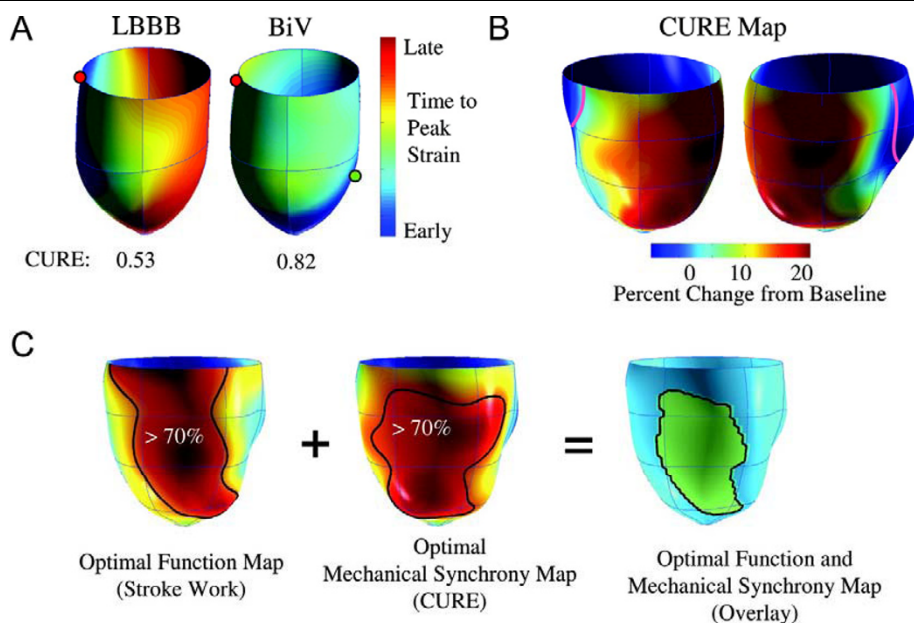 A
LBBB
BiV
Late
Time to
Peak
Strain
Early
CURE: 0.53 0.82
B
CURE Map
0 10 20
Percent Change from Baseline
C
> 70%
+
> 70%
=
Optimal Function Map
(Stroke Work)
Optimal
Mechanical Synchrony Map
(CURE)
Optimal Function and
Mechanical Synchrony Map
(Overlay)